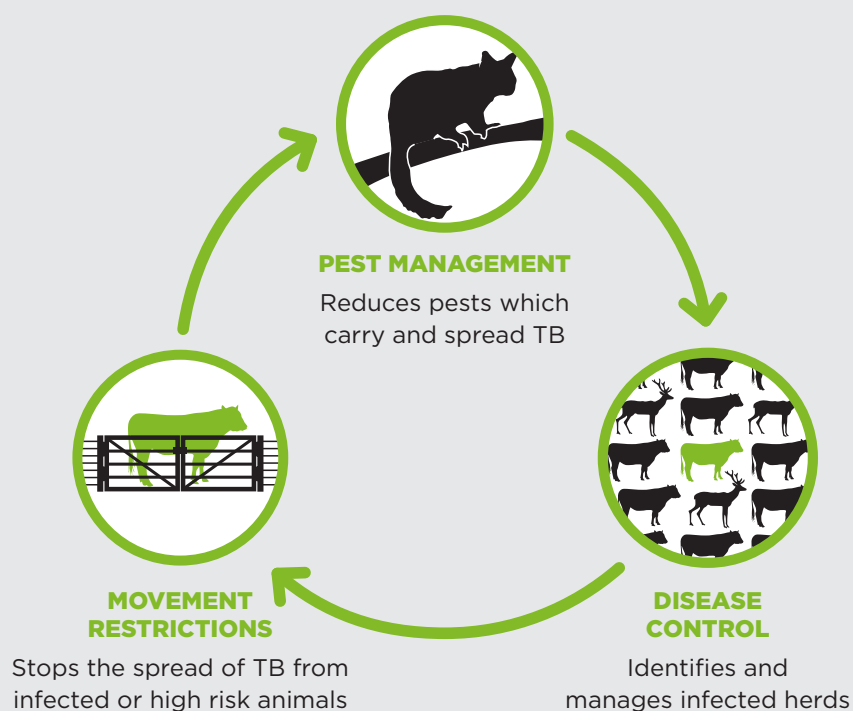 PEST MANAGEMENT
Reduces pests which
carry and spread TB
MOVEMENT
RESTRICTIONS
Stops the spread of TB from
infected or high risk animals
DISEASE
CONTROL
Identifies and
manages infected herds